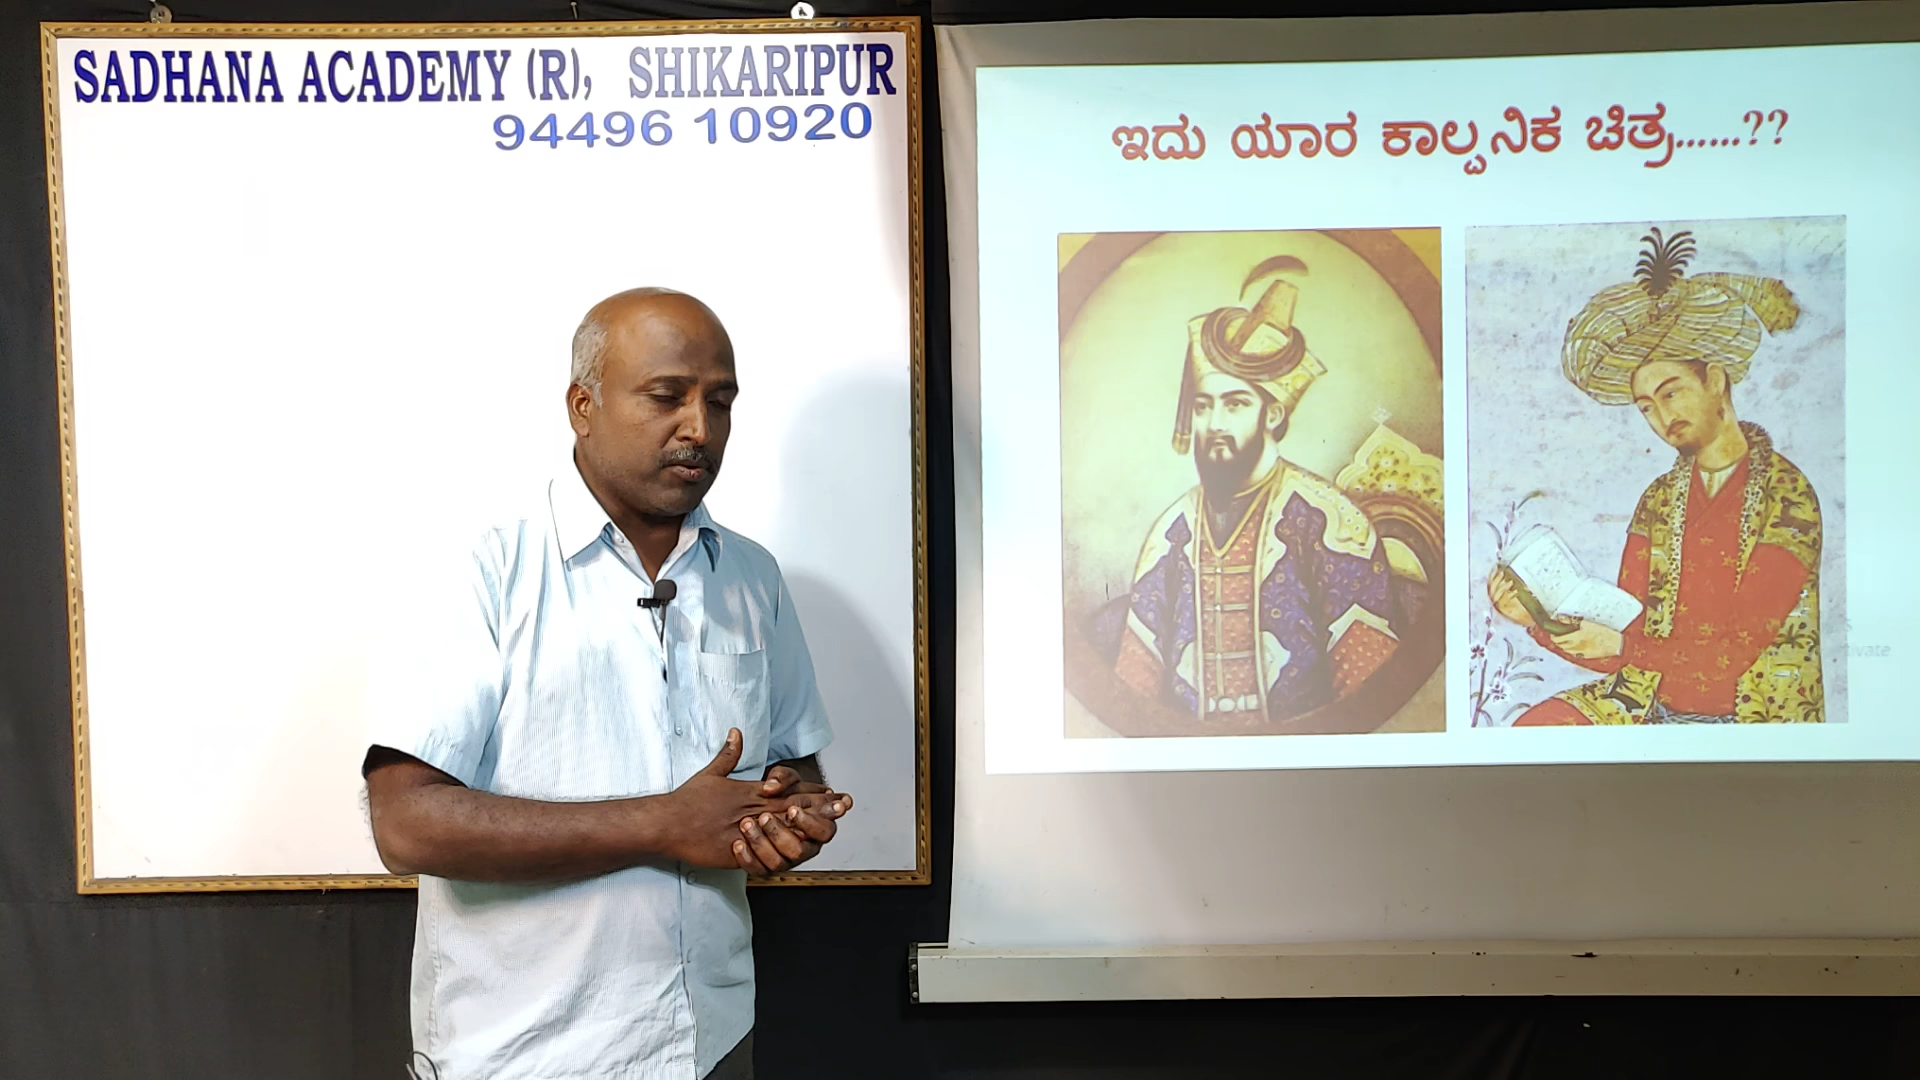 SADHANA ACADEMY (R), SHIKARIPUR
94496 10920
ಇದು ಯಾರ ಕಾಲ್ಪನಿಕ ಚಿತ್ರ......??